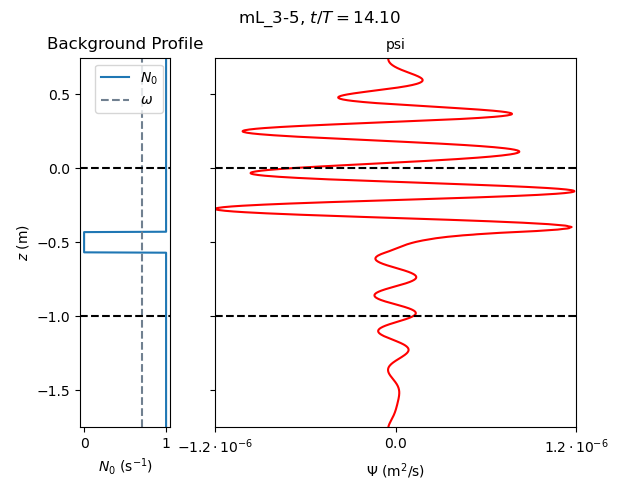 mL_3-5, t/T = 14.10
Background Profile
psi
N₀
ω
0.5
0.0
−0.5
−1.0
−1.5
z (m)
0
1
−1.2 · 10⁻⁶
0.0
1.2 · 10⁻⁶
N₀ (s⁻¹)
Ψ (m²/s)